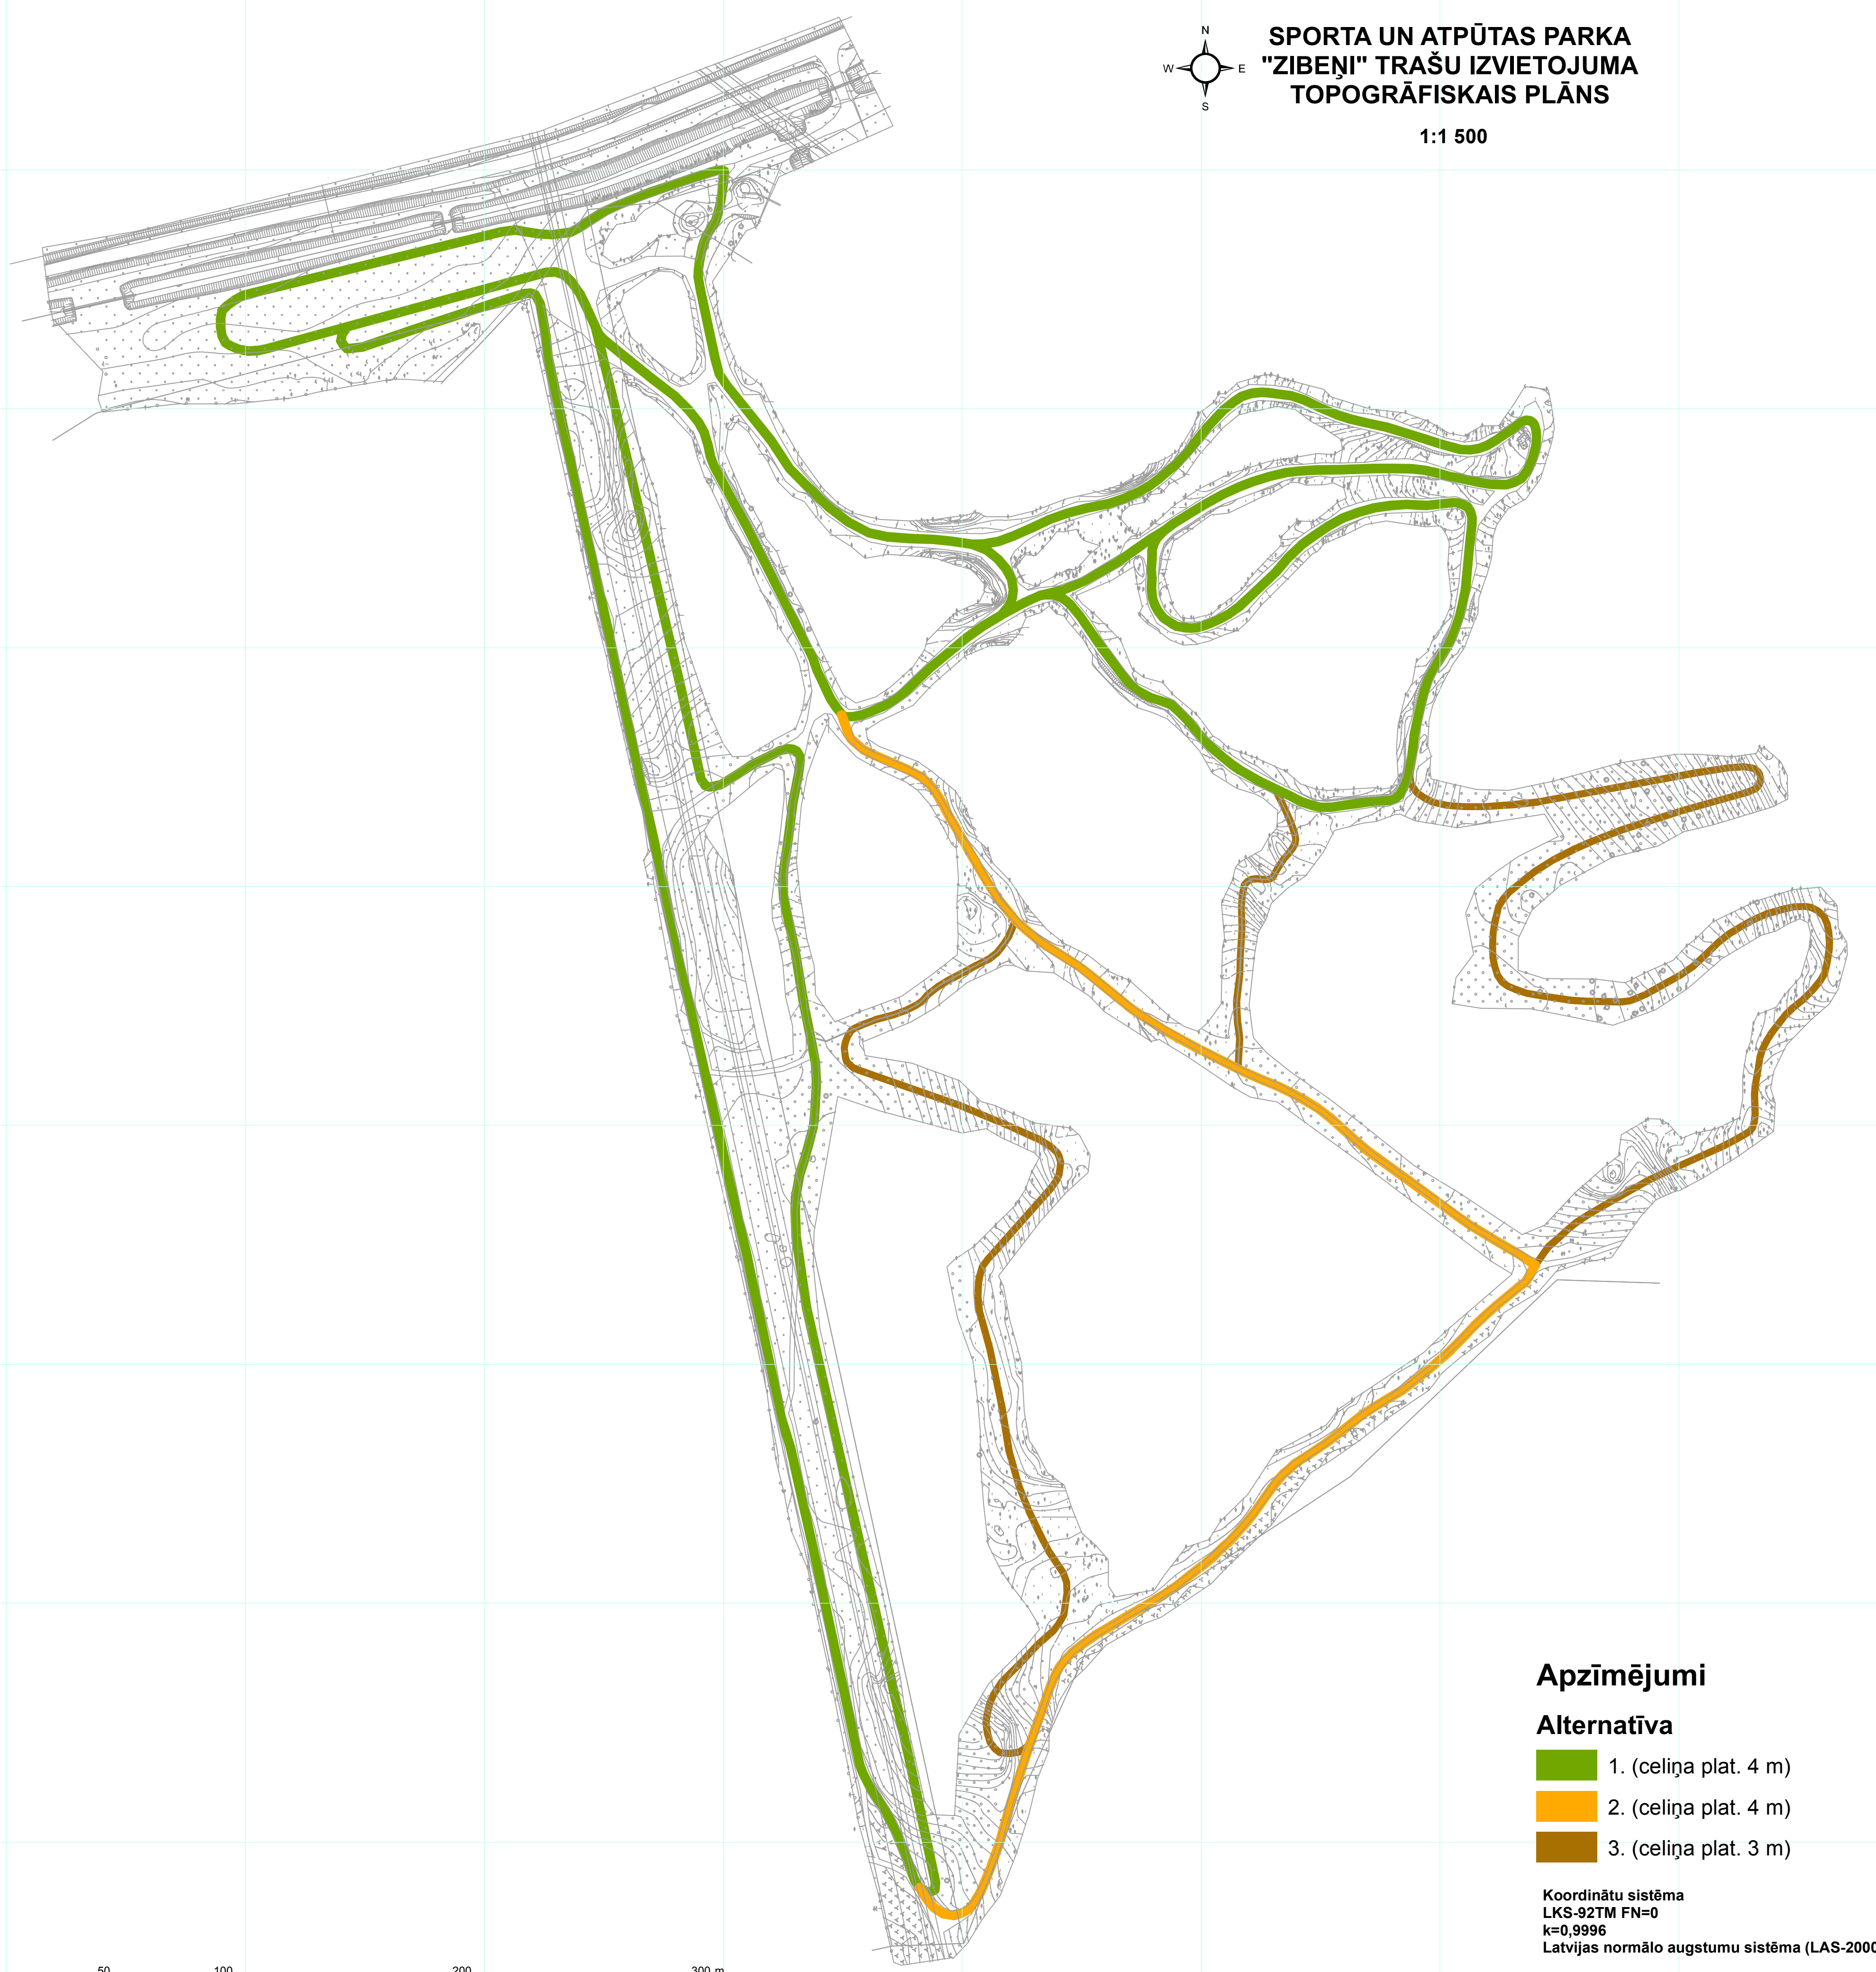 N
W
E
S
SPORTA UN ATPŪTAS PARKA
"ZIBEŅI" TRAŠU IZVIETOJUMA
TOPOGRĀFISKAIS PLĀNS
1:1 500
Apzīmējumi
Alternatīva
1. (celiņa plat. 4 m)
2. (celiņa plat. 4 m)
3. (celiņa plat. 3 m)
Koordinātu sistēma
LKS-92TM FN=0
k=0,9996
Latvijas normālo augstumu sistēma (LAS-2000
50 100 200 300 m